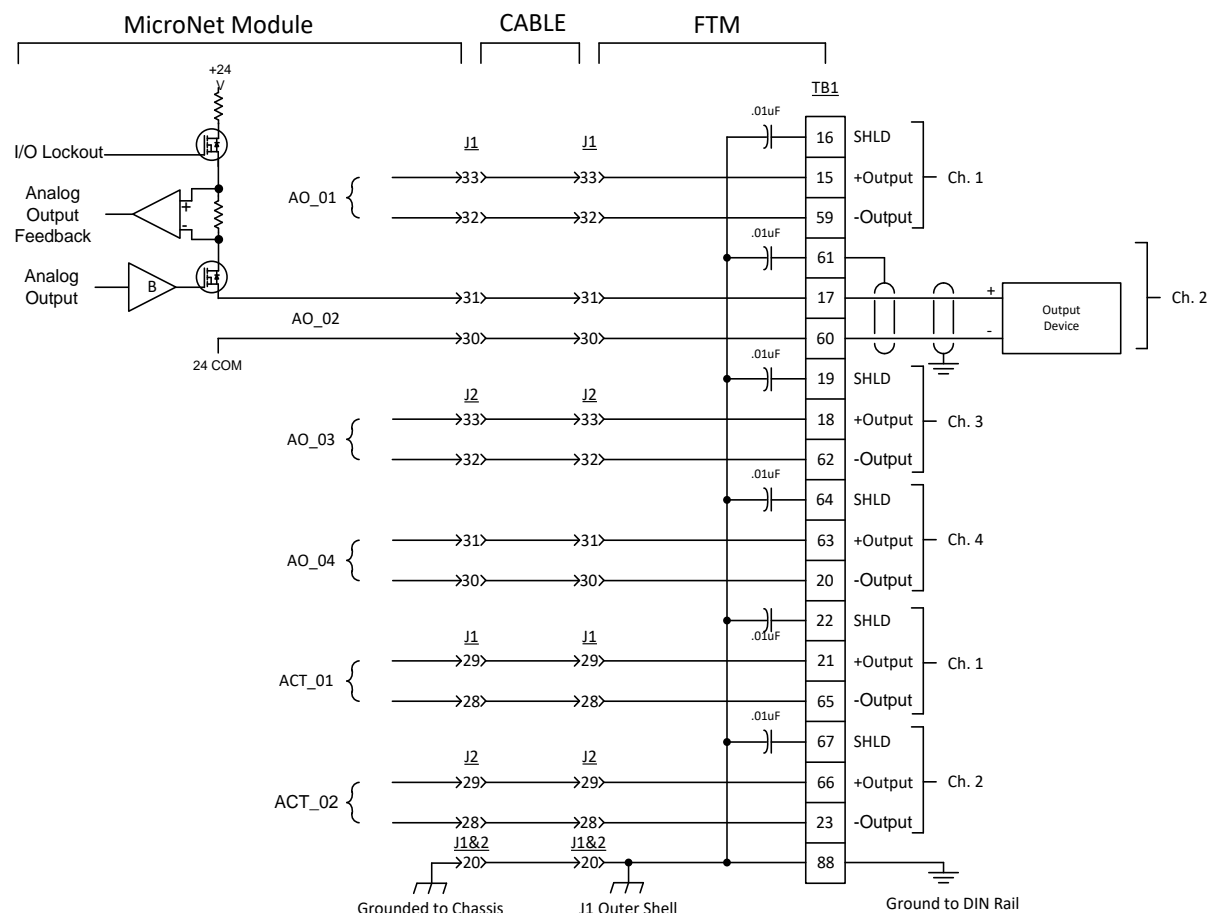 MicroNet Module CABLE FTM
+24
V
TB1
.01uF
16 SHLD
I/O Lockout
J1 J1
AO_01
33 33 15 +Output Ch. 1
Analog
Output
Feedback
+
-
32 32 59 -Output
.01uF
61
Analog
Output
B
31 31 17 +
Output
Device
Ch. 2
AO_02
30 30 60 -
24 COM
.01uF
19 SHLD
J2 J2
AO_03
33 33 18 +Output Ch. 3
32 32 62 -Output
.01uF
64 SHLD
AO_04
31 31 63 +Output Ch. 4
30 30 20 -Output
22 SHLD
.01uF
J1 J1
ACT_01
29 29 21 +Output Ch. 1
28 28 65 -Output
.01uF
67 SHLD
J2 J2
ACT_02
29 29 66 +Output Ch. 2
28 28 23 -Output
J1&2 J1&2
20 20 88
Grounded to Chassis J1 Outer Shell Ground to DIN Rail